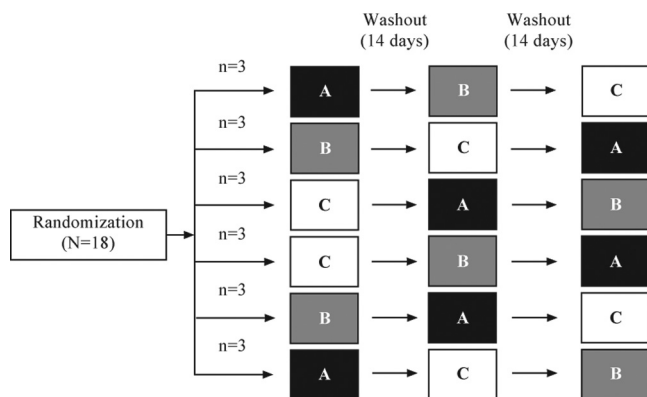 Washout
(14 days)
Washout
(14 days)
n=3
A
B
C
n=3
B
C
A
n=3
C
A
B
Randomization
(N=18)
n=3
C
B
A
n=3
B
A
C
n=3
A
C
B